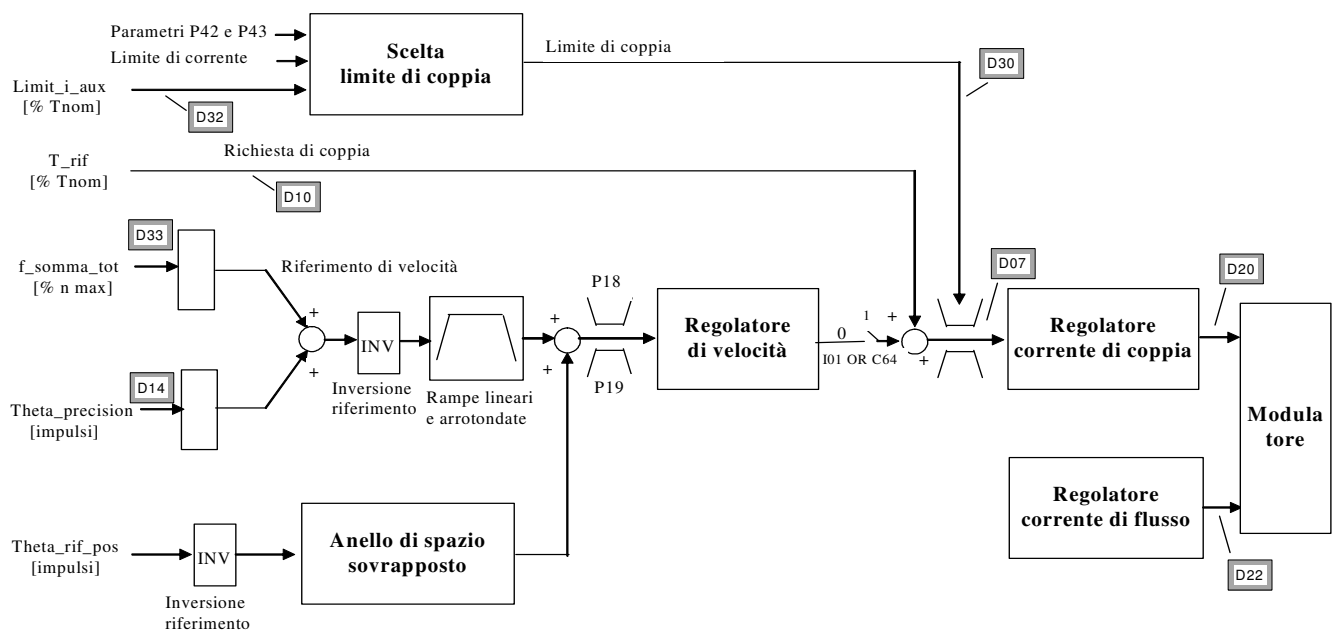 Parametri P42 e P43
Limite di corrente
Limit_i_aux
[% Tnom]
D32
Scelta
limite di coppia
Limite di coppia
D30
Richiesta di coppia
T_rif
[% Tnom]
D10
D33
f_somma_tot
[% n max]
Riferimento di velocità
+
+
D14
Theta_precision
[impulsi]
INV
Inversione
riferimento
Rampe lineari
e arrotondate
+
+
P18
P19
Regolatore
di velocità
0
1
I01 OR C64
+
+
D07
Regolatore
corrente di coppia
D20
Modula
tore
Regolatore
corrente di flusso
D22
Theta_rif_pos
[impulsi]
INV
Inversione
riferimento
Anello di spazio
sovrapposto